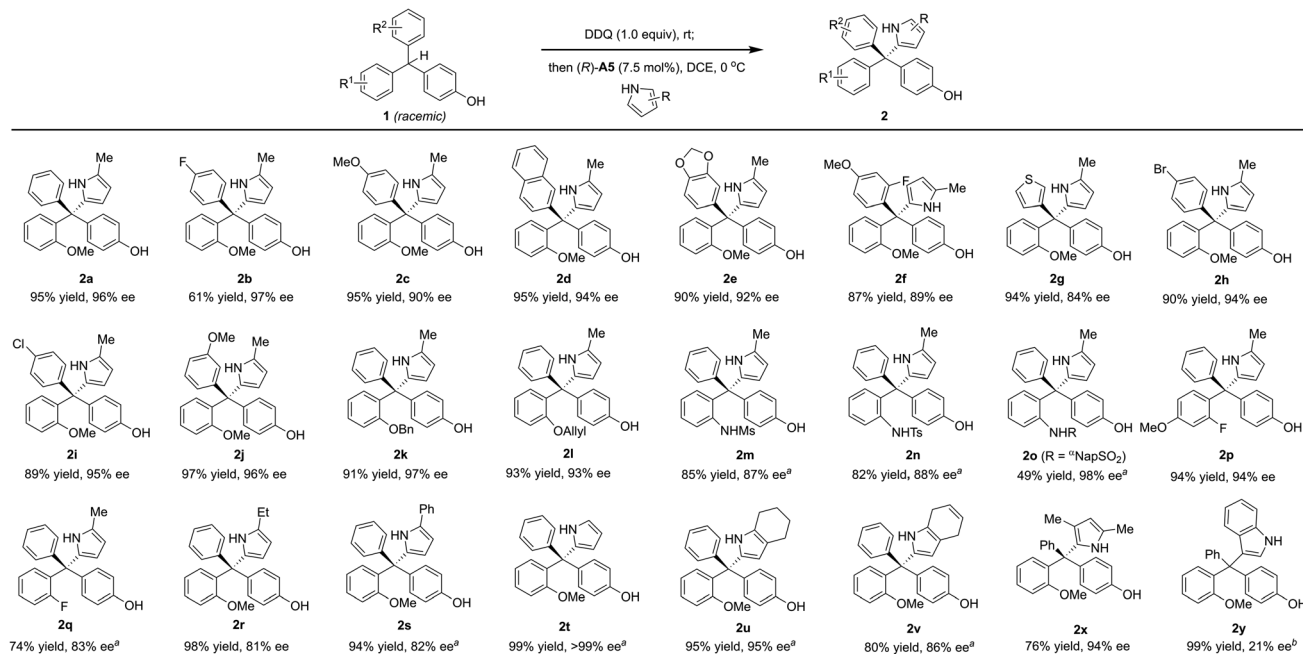 R² H R¹ OH
1 (racemic)
DDQ (1.0 equiv), rt;
then (R)-A5 (7.5 mol%), DCE, 0 °C
HN R
R² HN R R¹ OH
2
HN Me OMe OH
F HN Me OMe OH
MeO HN Me OMe OH
HN Me OMe OH
O O HN Me OMe OH
MeO F Me NH OMe OH
S HN Me OMe OH
Br HN Me OMe OH
2a 2b 2c 2d 2e 2f 2g 2h
95% yield, 96% ee 61% yield, 97% ee 95% yield, 90% ee 95% yield, 94% ee 90% yield, 92% ee 87% yield, 89% ee 94% yield, 84% ee 90% yield, 94% ee
Cl HN Me OMe OH
OMe HN Me OMe OH
HN Me OBn OH
HN Me OAllyl OH
HN Me NHMs OH
HN Me NHTs OH
HN Me NHR OH
HN Me MeO F OH
2i 2j 2k 2l 2m 2n 2o (R = αNapSO₂) 2p
89% yield, 95% ee 97% yield, 96% ee 91% yield, 97% ee 93% yield, 93% ee 85% yield, 87% eeᵃ 82% yield, 88% eeᵃ 49% yield, 98% eeᵃ 94% yield, 94% ee
HN Me F OH
HN Et OMe OH
HN Ph OMe OH
HN OMe OH
HN OMe OH
HN OMe OH
Me Me Ph NH OMe OH
Ph NH OMe OH
2q 2r 2s 2t 2u 2v 2x 2y
74% yield, 83% eeᵃ 98% yield, 81% ee 94% yield, 82% eeᵃ 99% yield, >99% eeᵃ 95% yield, 95% eeᵃ 80% yield, 86% eeᵃ 76% yield, 94% ee 99% yield, 21% eeᵇ